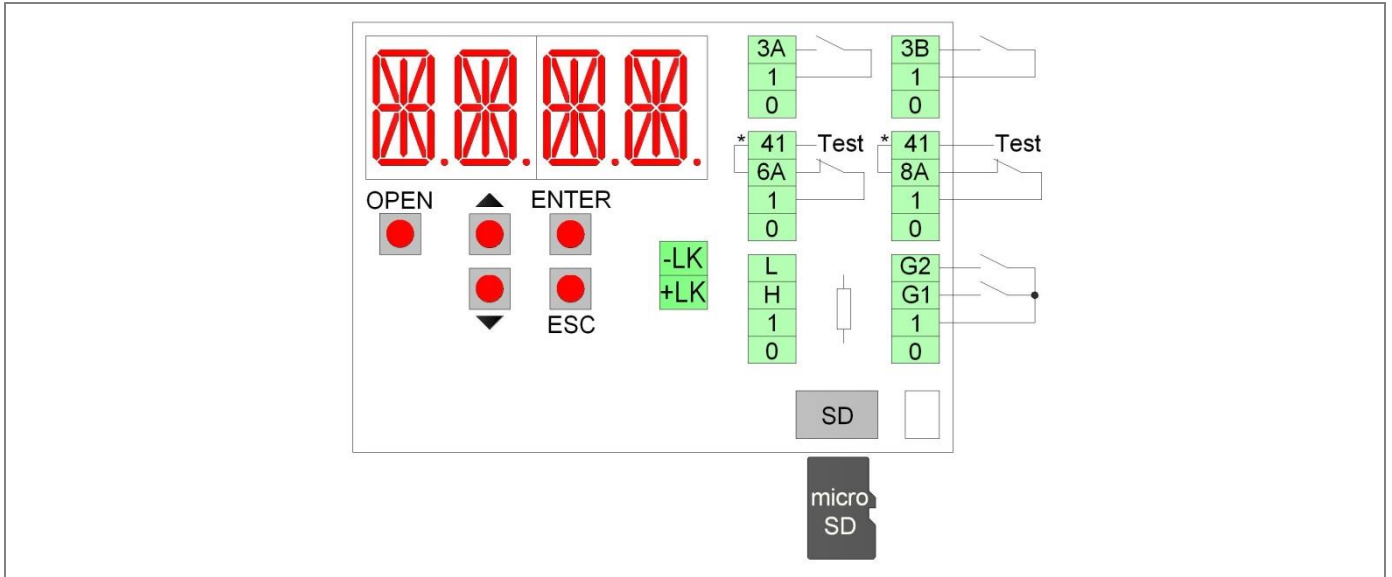 3A 3B
1 1
0 0
* 41 Test * 41 Test
6A 8A
1 1
0 0
OPEN ENTER
-LK
+LK
ESC
L G2
H G1
1 1
0 0
SD
micro
SD